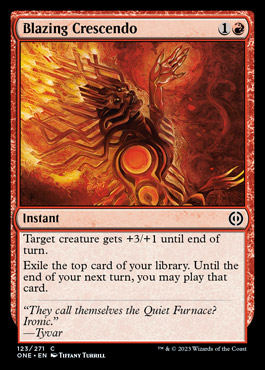 Blazing Crescendo 1
Instant
Target creature gets +3/+1 until end of
turn.
Exile the top card of your library. Until the
end of your next turn, you may play that
card.
“They call themselves the Quiet Furnace?
Ironic.”
—Tyvar
123/271 C
ONE • EN TIFFANY TURRILL
™ & © 2023 Wizards of the Coast